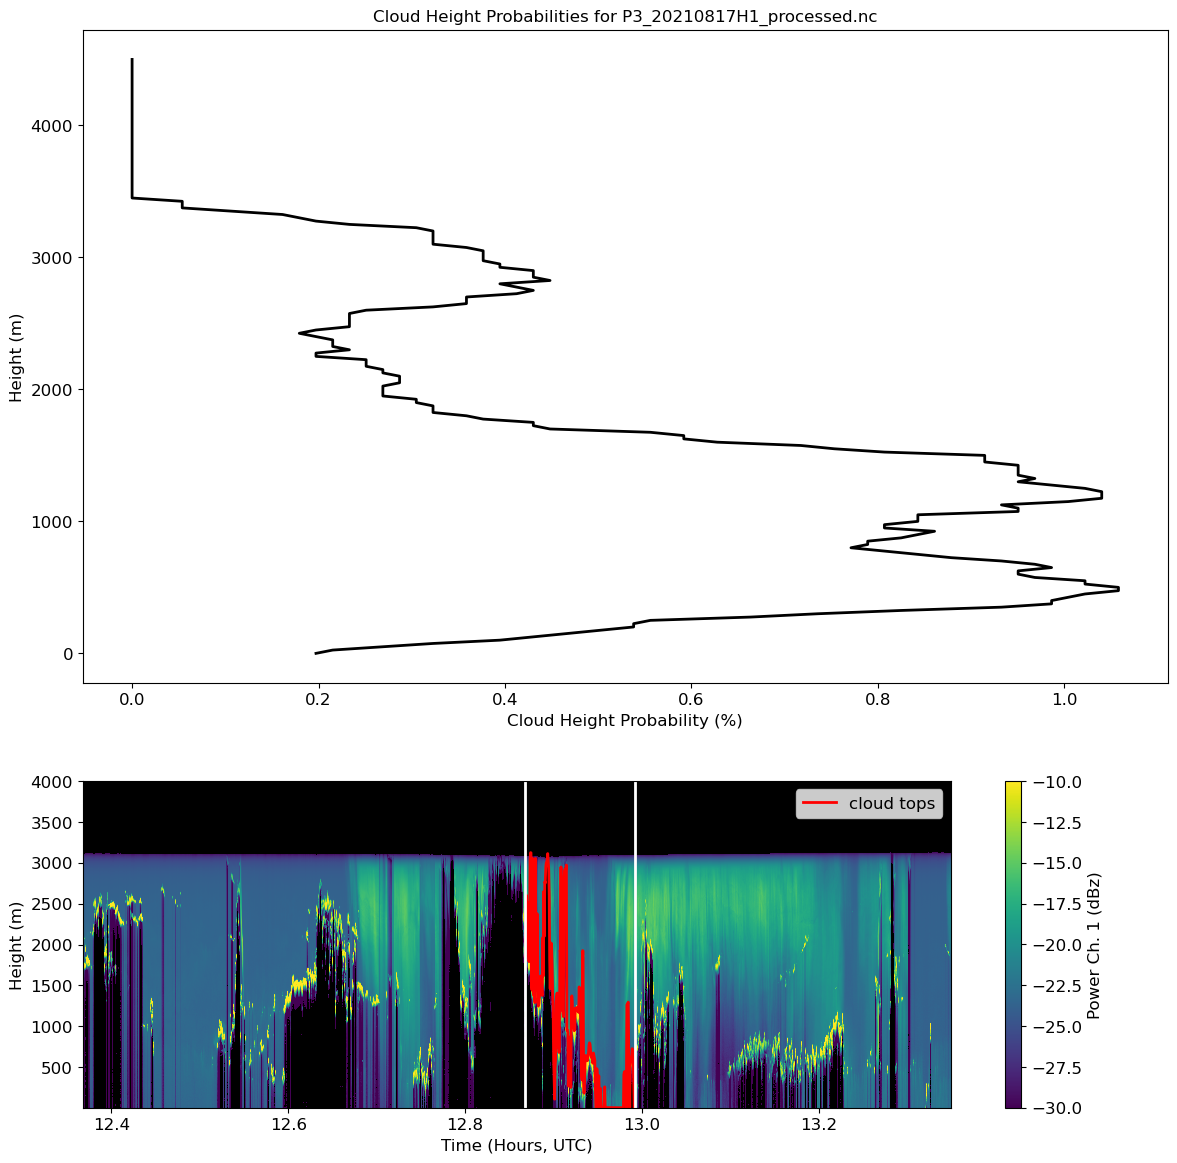 Cloud Height Probabilities for P3_20210817H1_processed.nc
4000
3000
2000
1000
0
Height (m)
0.0 0.2 0.4 0.6 0.8 1.0
Cloud Height Probability (%)
4000
3500
3000
2500
2000
1500
1000
500
Height (m)
cloud tops
12.4 12.6 12.8 13.0 13.2
Time (Hours, UTC)
−10.0
−12.5
−15.0
−17.5
−20.0
−22.5
−25.0
−27.5
−30.0
Power Ch. 1 (dBz)